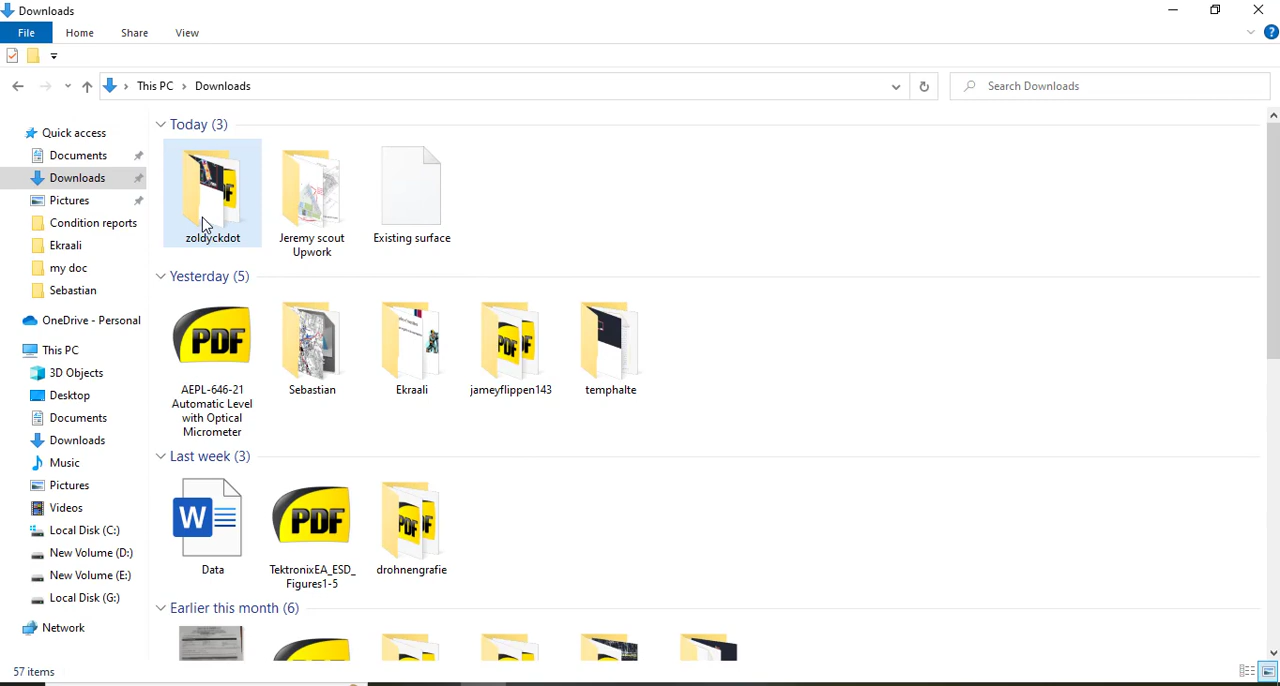 Downloads
File
Home
Share
View
This PC
Downloads
Search Downloads
Quick access
Documents
Downloads
Pictures
Condition reports
Ekraali
my doc
Sebastian
OneDrive - Personal
This PC
3D Objects
Desktop
Documents
Downloads
Music
Pictures
Videos
Local Disk (C:)
New Volume (D:)
New Volume (E:)
Local Disk (G:)
Network
Today (3)
zoldyckdot
Jeremy scout
Upwork
Existing surface
Yesterday (5)
PDF
AEPL-646-21
Automatic Level
with Optical
Micrometer
Sebastian
Ekraali
PDF
jameyflippen143
temphalte
Last week (3)
W
Data
PDF
TektronixEA_ESD_
Figures1-5
PDF
drohnengrafie
Earlier this month (6)
57 items